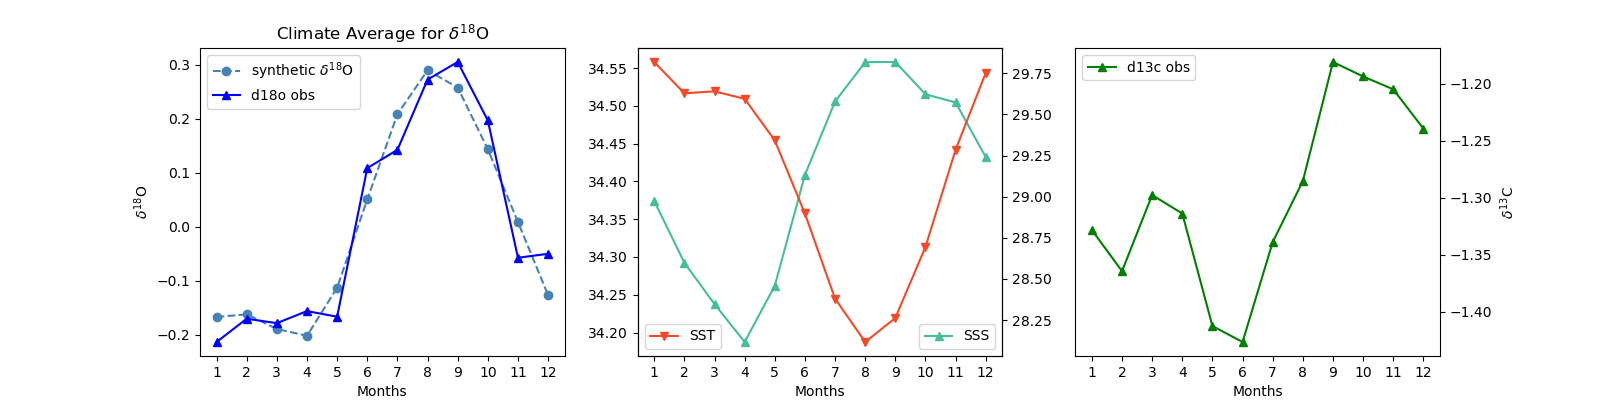 Climate Average for δ¹⁸O
synthetic δ¹⁸O
d18o obs
0.3
0.2
0.1
0.0
−0.1
−0.2
δ¹⁸O
1 2 3 4 5 6 7 8 9 10 11 12
Months
34.55
34.50
34.45
34.40
34.35
34.30
34.25
34.20
SST
SSS
29.75
29.50
29.25
29.00
28.75
28.50
28.25
1 2 3 4 5 6 7 8 9 10 11 12
Months
d13c obs
−1.20
−1.25
−1.30
−1.35
−1.40
δ¹³C
1 2 3 4 5 6 7 8 9 10 11 12
Months